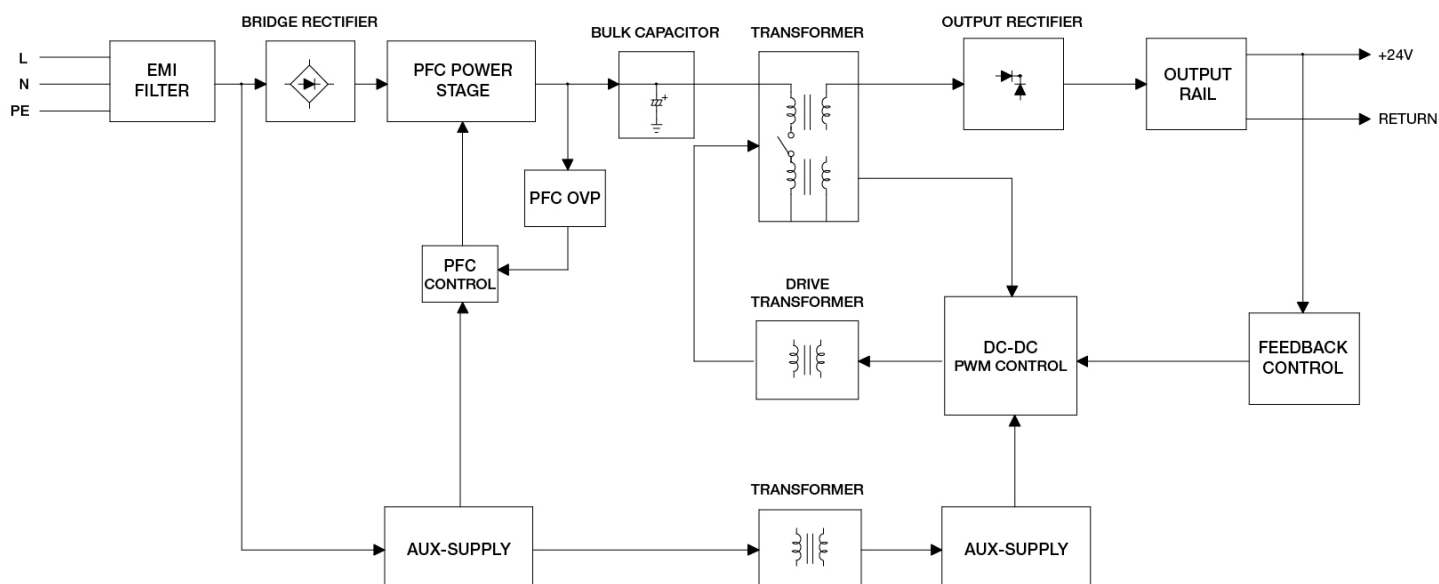 BRIDGE RECTIFIER
OUTPUT RECTIFIER
BULK CAPACITOR
TRANSFORMER
L
N
PE
EMI
FILTER
PFC POWER
STAGE
+
OUTPUT
RAIL
+24V
RETURN
PFC OVP
PFC
CONTROL
DRIVE
TRANSFORMER
DC-DC
PWM CONTROL
FEEDBACK
CONTROL
TRANSFORMER
AUX-SUPPLY
AUX-SUPPLY